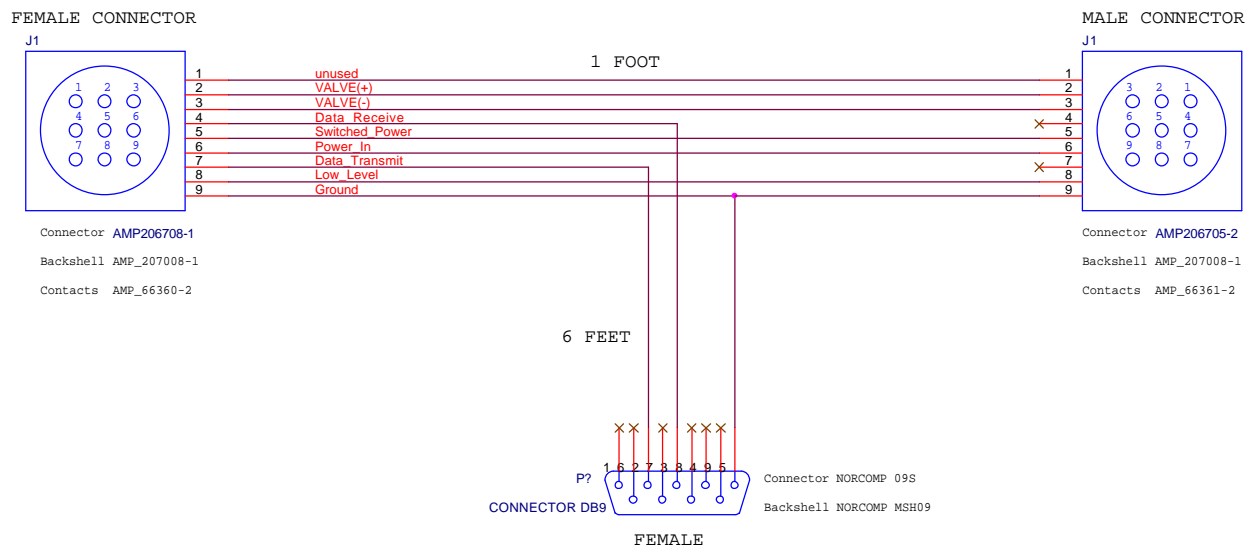 FEMALE CONNECTOR
J1
1 2 3
4 5 6
7 8 9
1 unused
2 VALVE(+)
3 VALVE(-)
4 Data_Receive
5 Switched_Power
6 Power_In
7 Data_Transmit
8 Low_Level
9 Ground
Connector AMP206708-1
Backshell AMP_207008-1
Contacts AMP_66360-2
1 FOOT
MALE CONNECTOR
J1
1
2
3
4
5
6
7
8
9
3 2 1
6 5 4
9 8 7
Connector AMP206705-2
Backshell AMP_207008-1
Contacts AMP_66361-2
6 FEET
1 6 2 7 3 8 4 9 5
P?
CONNECTOR DB9
Connector NORCOMP 09S
Backshell NORCOMP MSH09
FEMALE